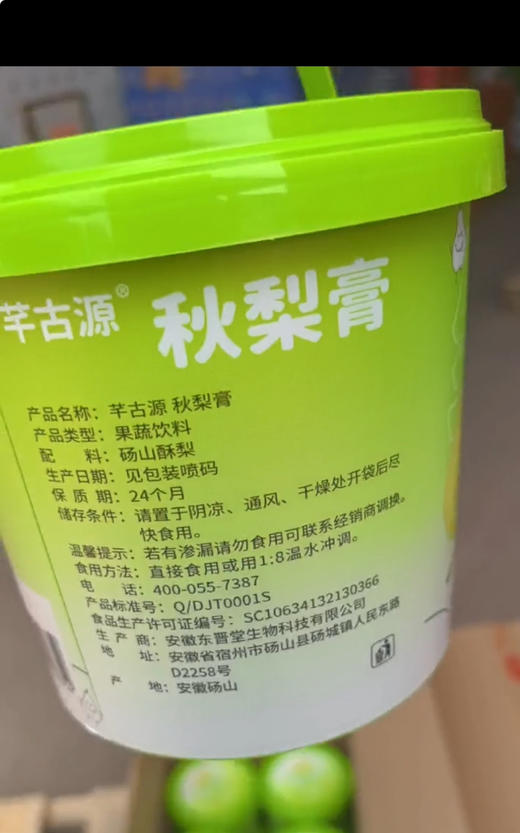 芊古源® 秋梨膏
产品名称：芊古源 秋梨膏
产品类型：果蔬饮料
配 料：砀山酥梨
生产日期：见包装喷码
保 质 期：24个月
储存条件：请置于阴凉、通风、干燥处开袋后尽
快食用。
温馨提示：若有渗漏请勿食用可联系经销商调换。
食用方法：直接食用或用1:8温水冲调。
电 话：400-055-7387
产品标准号：Q/DJT0001S
食品生产许可证编号：SC10634132130366
生 产 商：安徽东晋堂生物科技有限公司
地 址：安徽省宿州市砀山县砀城镇人民东路
D2258号
产 地：安徽砀山